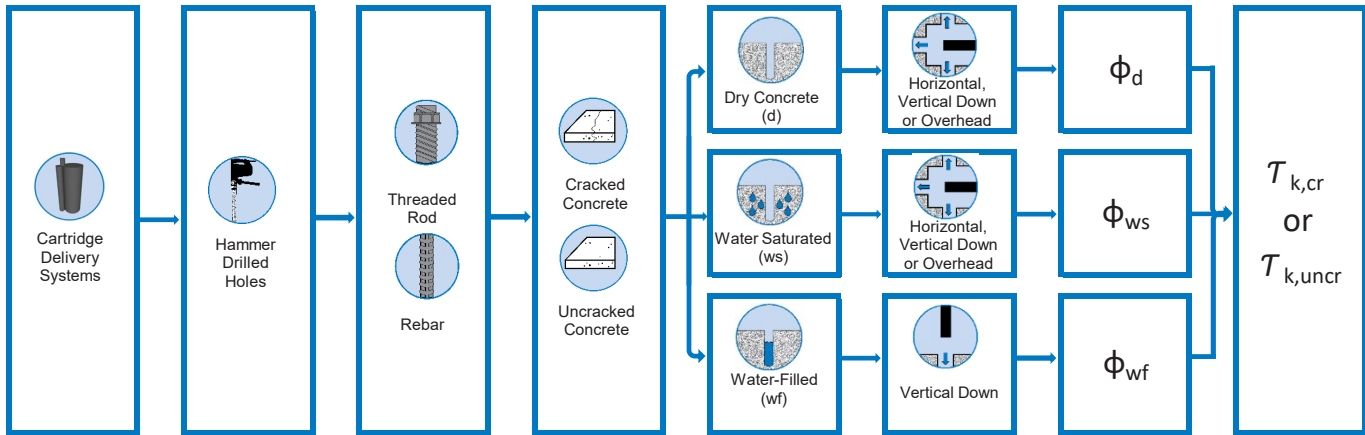 Cartridge
Delivery
Systems
Hammer
Drilled
Holes
Threaded
Rod
Rebar
Cracked
Concrete
Uncracked
Concrete
Dry Concrete
(d)
Horizontal,
Vertical Down
or Overhead
ϕd
Water Saturated
(ws)
Horizontal,
Vertical Down
or Overhead
ϕws
Water-Filled
(wf)
Vertical Down
ϕwf
τ k,cr
or
τ k,uncr